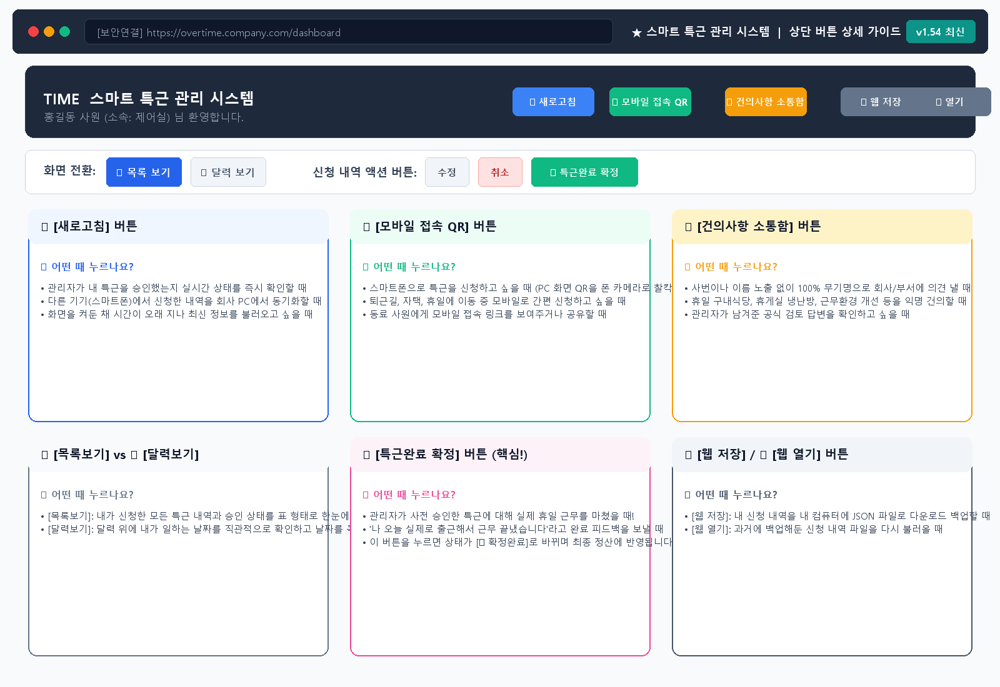 [보안연결] https://overtime.company.com/dashboard
★ 스마트 특근 관리 시스템 | 상단 버튼 상세 가이드
v1.54 최신
TIME 스마트 특근 관리 시스템
홍길동 사원 (소속: 제어실) 님 환영합니다.
새로고침
모바일 접속 QR
건의사항 소통함
웹 저장
열기
화면 전환:
목록 보기
달력 보기
신청 내역 액션 버튼:
수정
취소
특근완료 확정
[새로고침] 버튼
어떤 때 누르나요?
• 관리자가 내 특근을 승인했는지 실시간 상태를 즉시 확인할 때
• 다른 기기(스마트폰)에서 신청한 내역을 회사 PC에서 동기화할 때
• 화면을 켜둔 채 시간이 오래 지나 최신 정보를 불러오고 싶을 때
[모바일 접속 QR] 버튼
어떤 때 누르나요?
• 스마트폰으로 특근을 신청하고 싶을 때 (PC 화면 QR을 폰 카메라로 찰칵
• 퇴근길, 자택, 휴일에 이동 중 모바일로 간편 신청하고 싶을 때
• 동료 사원에게 모바일 접속 링크를 보여주거나 공유할 때
[건의사항 소통함] 버튼
어떤 때 누르나요?
• 사번이나 이름 노출 없이 100% 무기명으로 회사/부서에 의견 낼 때
• 휴일 구내식당, 휴게실 냉난방, 근무환경 개선 등을 익명 건의할 때
• 관리자가 남겨준 공식 검토 답변을 확인하고 싶을 때
[목록보기] vs [달력보기]
어떤 때 누르나요?
• [목록보기]: 내가 신청한 모든 특근 내역과 승인 상태를 표 형태로 한눈에
• [달력보기]: 달력 위에 내가 일하는 날짜를 직관적으로 확인하고 날짜를
[특근완료 확정] 버튼 (핵심!)
어떤 때 누르나요?
• 관리자가 사전 승인한 특근에 대해 실제 휴일 근무를 마쳤을 때!
• '나 오늘 실제로 출근해서 근무 끝냈습니다'라고 완료 피드백을 보낼 때
• 이 버튼을 누르면 상태가 [확정완료]로 바뀌며 최종 정산에 반영됩니다
[웹 저장] / [웹 열기] 버튼
어떤 때 누르나요?
• [웹 저장]: 내 신청 내역을 내 컴퓨터에 JSON 파일로 다운로드 백업할 때
• [웹 열기]: 과거에 백업해둔 신청 내역 파일을 다시 불러올 때